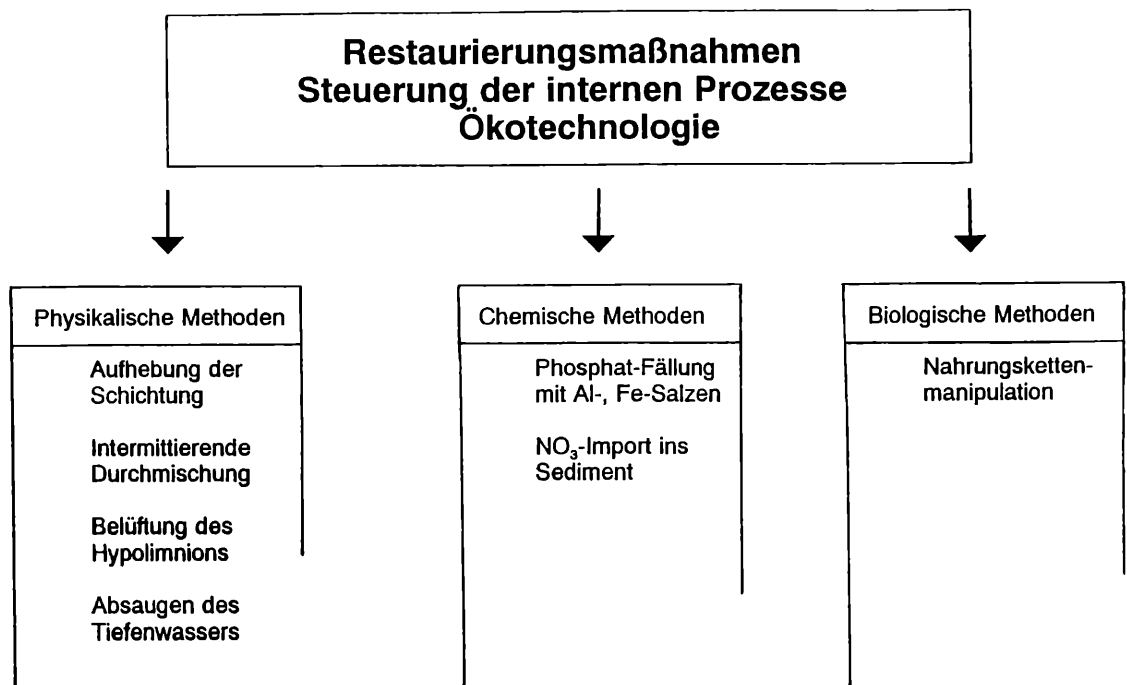 Restaurierungsmaßnahmen
Steuerung der internen Prozesse
Ökotechnologie
Physikalische Methoden
Aufhebung der
Schichtung
Intermittierende
Durchmischung
Belüftung des
Hypolimnions
Absaugen des
Tiefenwassers
Chemische Methoden
Phosphat-Fällung
mit Al-, Fe-Salzen
NO₃-Import ins
Sediment
Biologische Methoden
Nahrungsketten-
manipulation